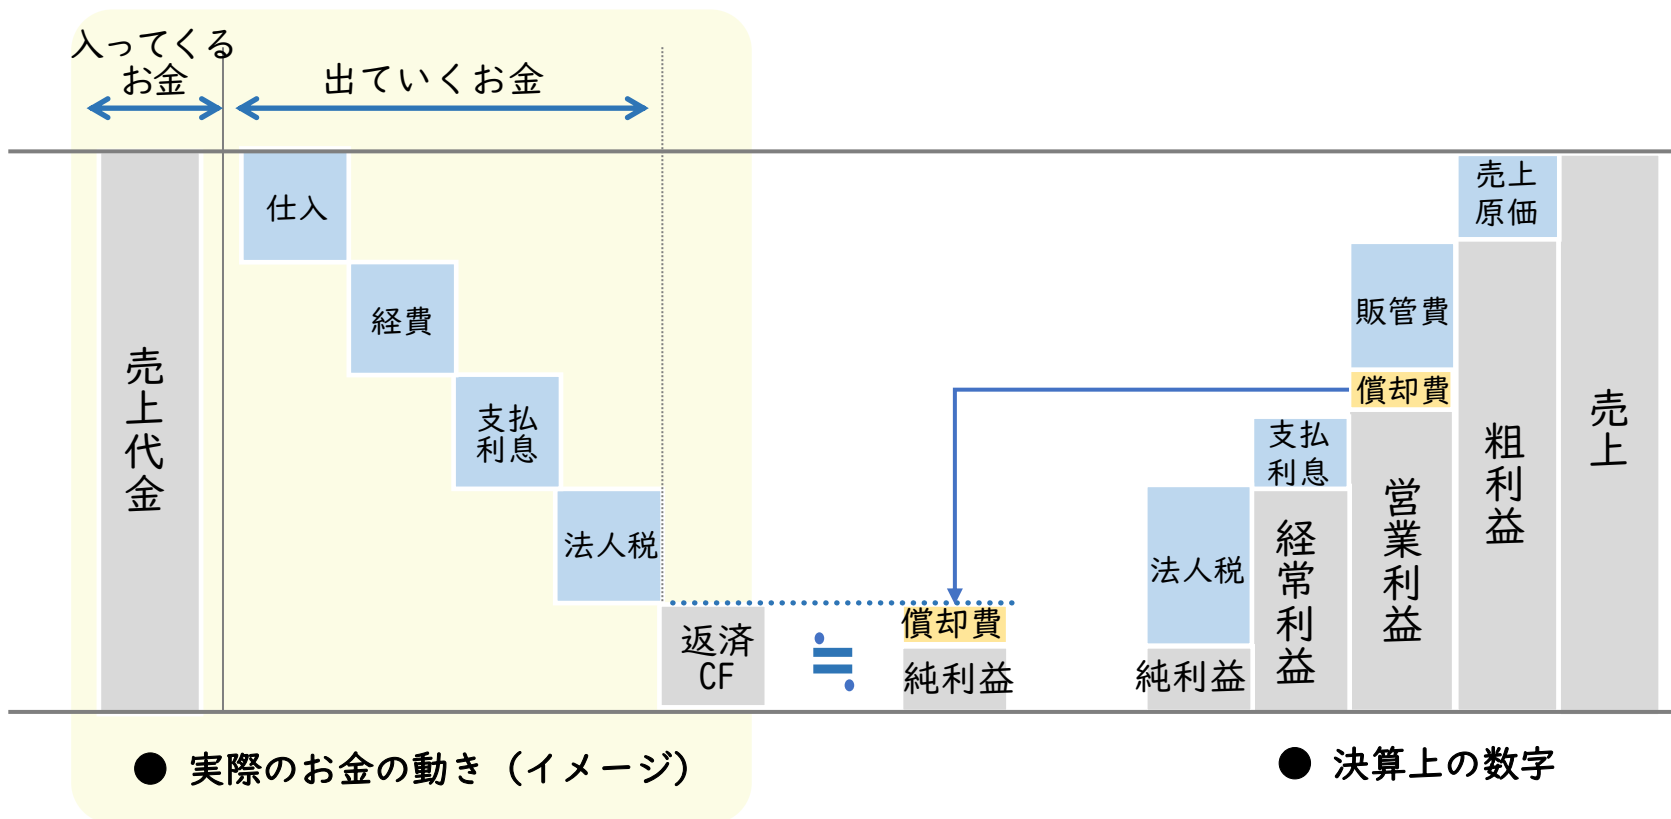 入ってくる
お金
出ていくお金
売上代金
仕入
経費
支払
利息
法人税
返済
CF
≒
償却費
純利益
法人税
純利益
支払
利息
経常利益
販管費
償却費
営業利益
売上
原価
粗利益
売上
● 実際のお金の動き（イメージ）
● 決算上の数字